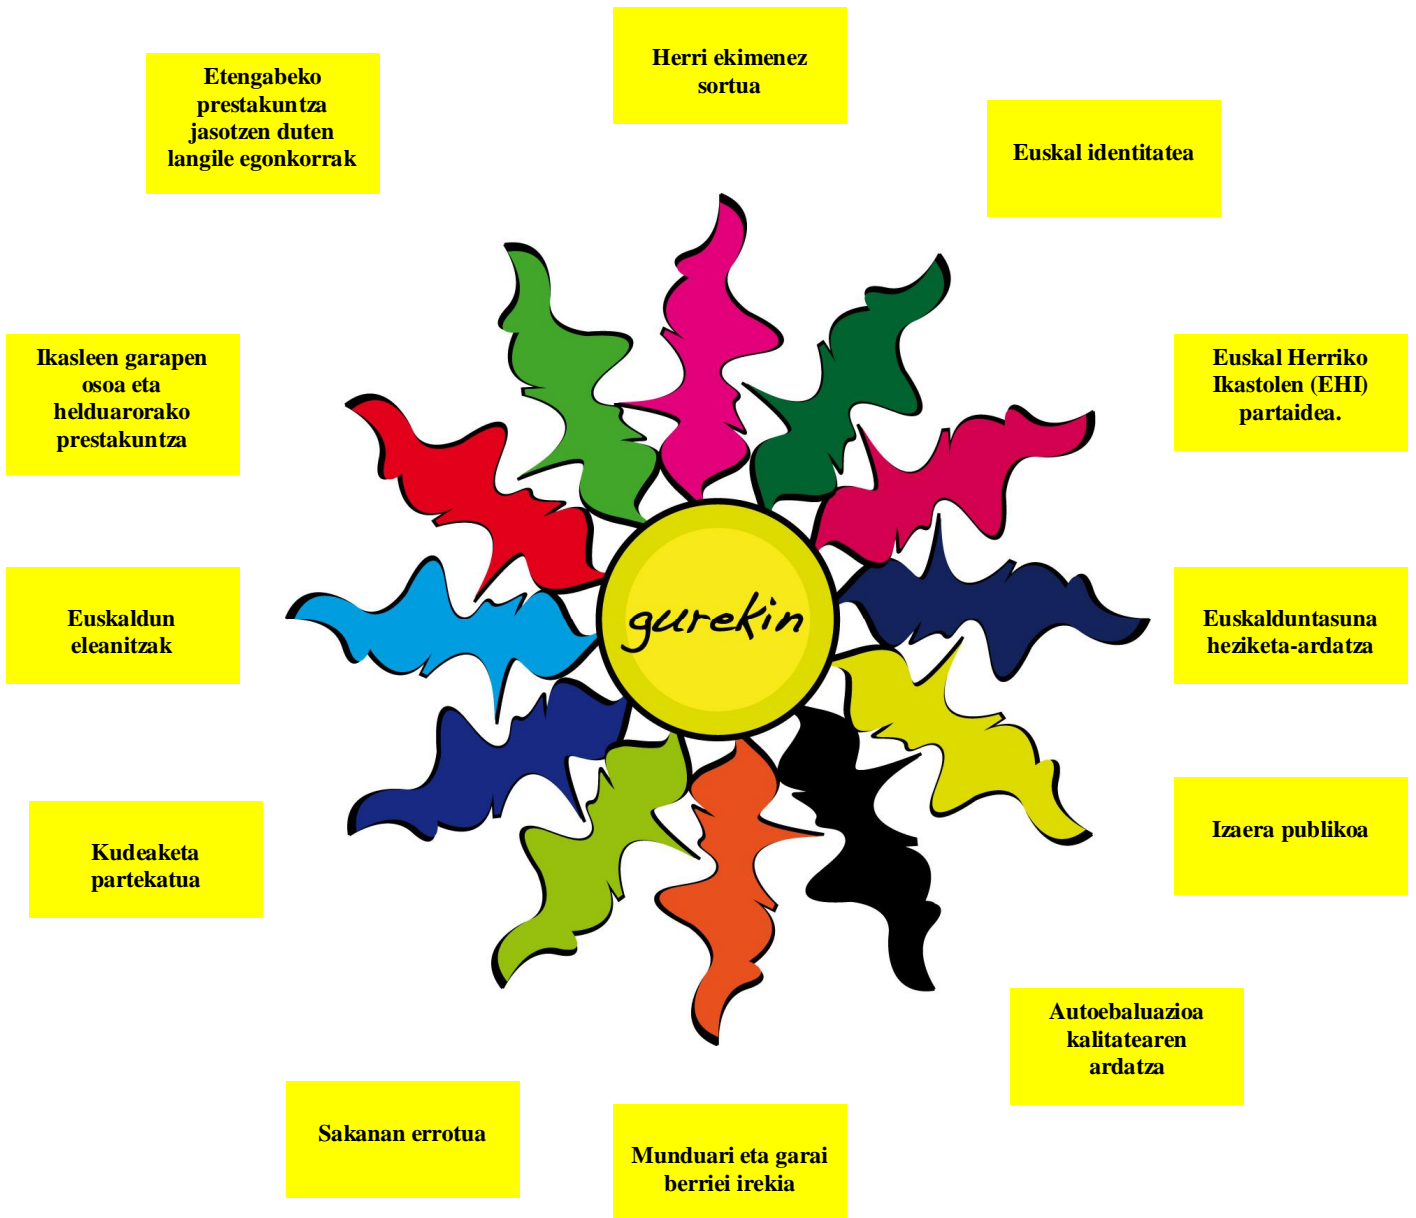 Herri ekimenez
sortua
Etengabeko
prestakuntza
jasotzen duten
langile egonkorrak
Euskal identitatea
Ikasleen garapen
osoa eta
helduarorako
prestakuntza
Euskal Herriko
Ikastolen (EHI)
partaidea.
gurekin
Euskaldun
eleanitzak
Euskalduntasuna
heziketa-ardatza
Izaera publikoa
Kudeaketa
partekatua
Autoebaluazioa
kalitatearen
ardatza
Sakanan errotua
Munduari eta garai
berriei irekia